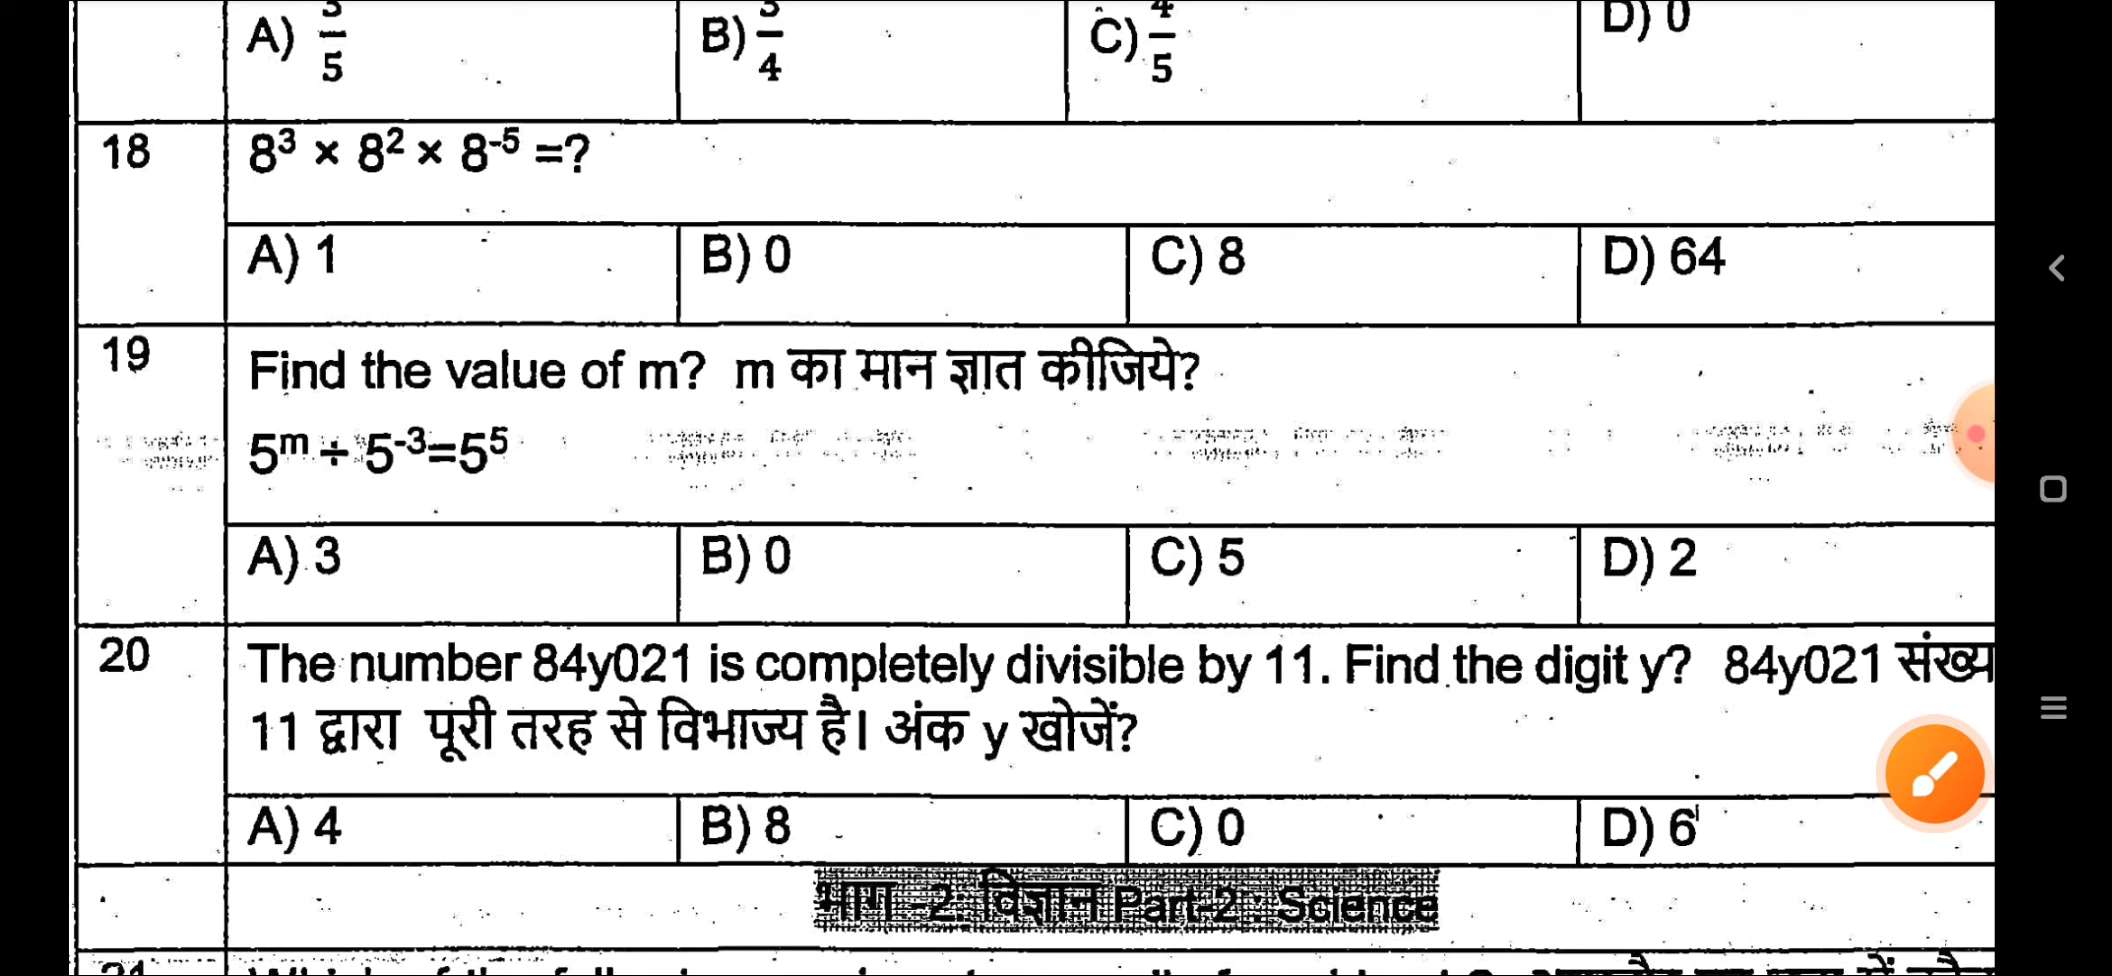 A) 3/5 B) 3/4 C) 4/5 D) 0
18 8³ × 8² × 8⁻⁵ =?
A) 1 B) 0 C) 8 D) 64
19 Find the value of m? m का मान ज्ञात कीजिये?
5ᵐ ÷ 5⁻³=5⁵
A) 3 B) 0 C) 5 D) 2
20 The number 84y021 is completely divisible by 11. Find the digit y? 84y021 संख्य
11 द्वारा पूरी तरह से विभाज्य है। अंक y खोजें?
A) 4 B) 8 C) 0 D) 6
भाग -2: विज्ञान Part-2 : Science